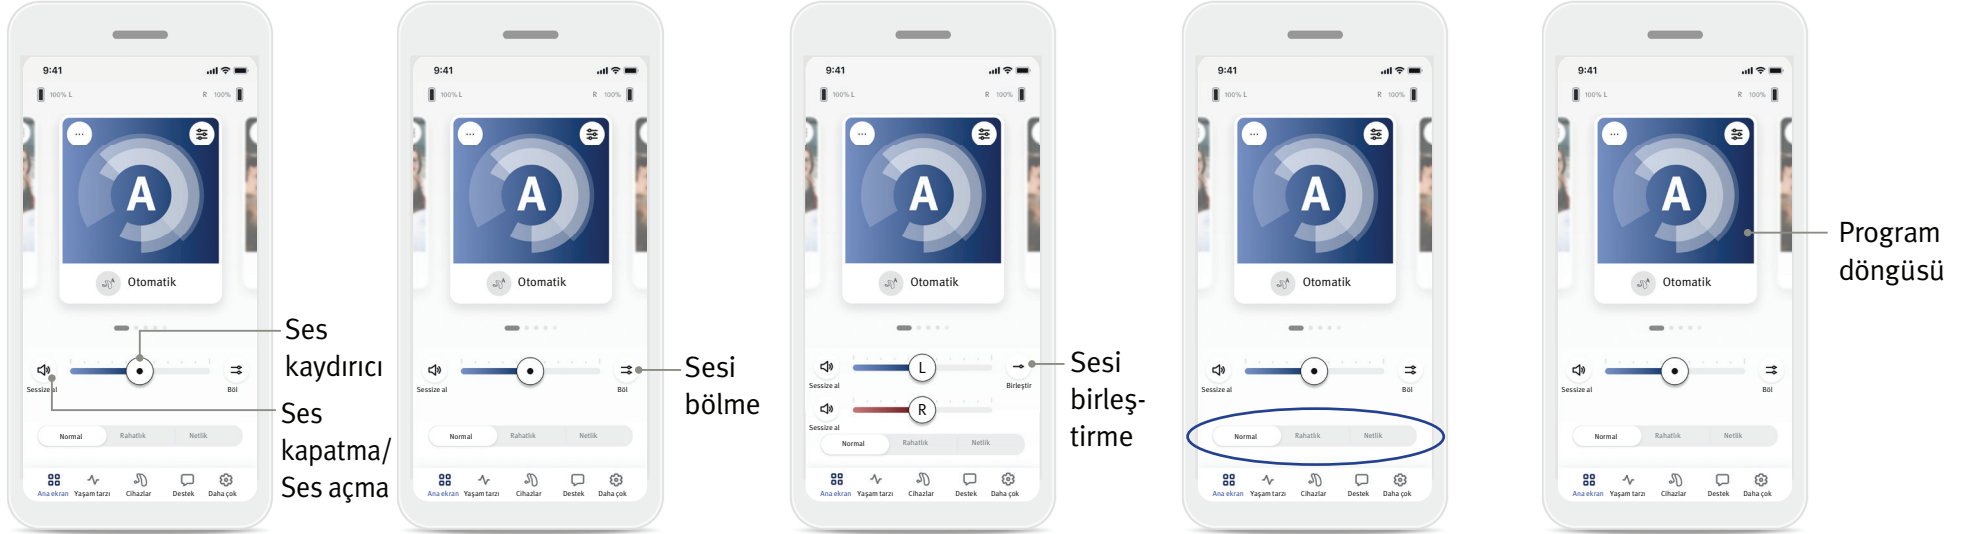 9:41
100% L
R 100%
...
A
Otomatik
Sessize al
Böl
Normal
Rahatlık
Netlik
Ana ekran
Yaşam tarzı
Cihazlar
Destek
Daha çok
Ses
kaydırıcı
Ses
kapatma/
Ses açma
9:41
100% L
R 100%
...
A
Otomatik
Sessize al
Böl
Normal
Rahatlık
Netlik
Ana ekran
Yaşam tarzı
Cihazlar
Destek
Daha çok
Sesi
bölme
9:41
100% L
R 100%
...
A
Otomatik
L
Sessize al
Birleştir
R
Sessize al
Normal
Rahatlık
Netlik
Ana ekran
Yaşam tarzı
Cihazlar
Destek
Daha çok
Sesi
birleş-
tirme
9:41
100% L
R 100%
...
A
Otomatik
Sessize al
Böl
Normal
Rahatlık
Netlik
Ana ekran
Yaşam tarzı
Cihazlar
Destek
Daha çok
9:41
100% L
R 100%
...
A
Otomatik
Sessize al
Böl
Normal
Rahatlık
Netlik
Ana ekran
Yaşam tarzı
Cihazlar
Destek
Daha çok
Program
döngüsü